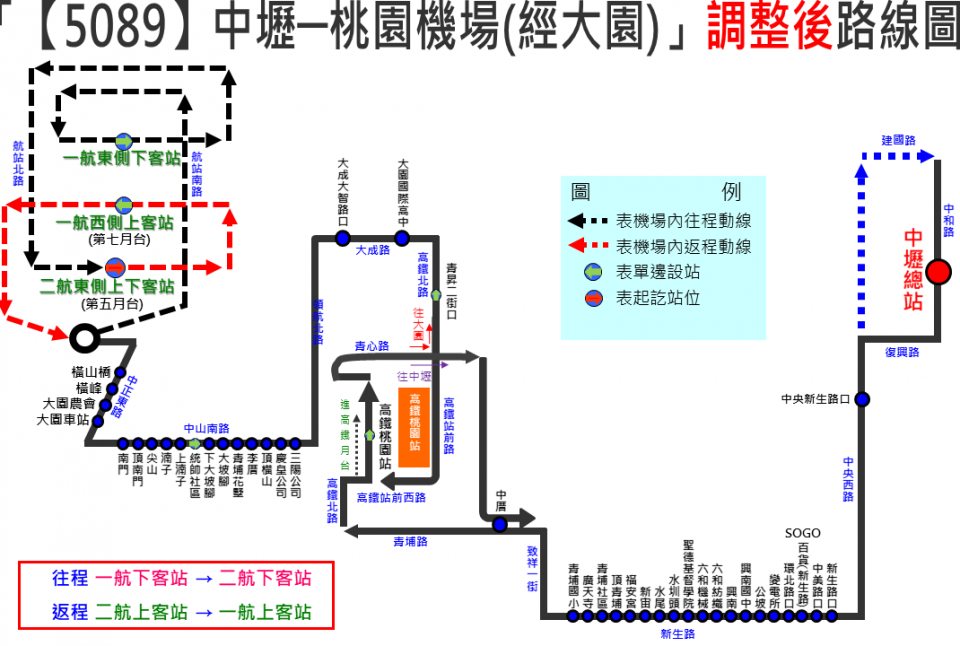 「【5089】中壢─桃園機場(經大園)」調整後路線圖
航站北路
航站南路
一航東側下客站
一航西側上客站
(第七月台)
二航東側上下客站
(第五月台)
圖 例
表機場內往程動線
表機場內返程動線
表單邊設站
表起訖站位
建國路
中和路
中壢總站
復興路
中央新生路口
中央西路
大成大智路口
大園國際高中
大成路
高鐵北路
青昇二街口
往大園
領航北路
青心路
往中壢
高鐵桃園站
高鐵站前路
進高鐵月台
高鐵桃園站
高鐵北路
高鐵站前西路
青埔路
中厝
致祥一街
橫山橋
橫峰
大園農會
大園車站
中正東路
中山南路
南門
頂南門
尖山
湳子
上湳子
統帥社區
下大坵腳
大坵腳
青埔花墅
李厝
頂橫山
慶皇公司
三陽公司
青埔國小
廣天寺
青埔社區
頂青埔
福安宮
新宙
水尾
水圳頭
聖德基督學院
六和機械
六和紡織
興南
興南國中
公坡
變電所
環北路口
SOGO
百貨(新生路)
中美路口
新生路口
新生路
往程 一航下客站 → 二航下客站
返程 二航上客站 → 一航上客站